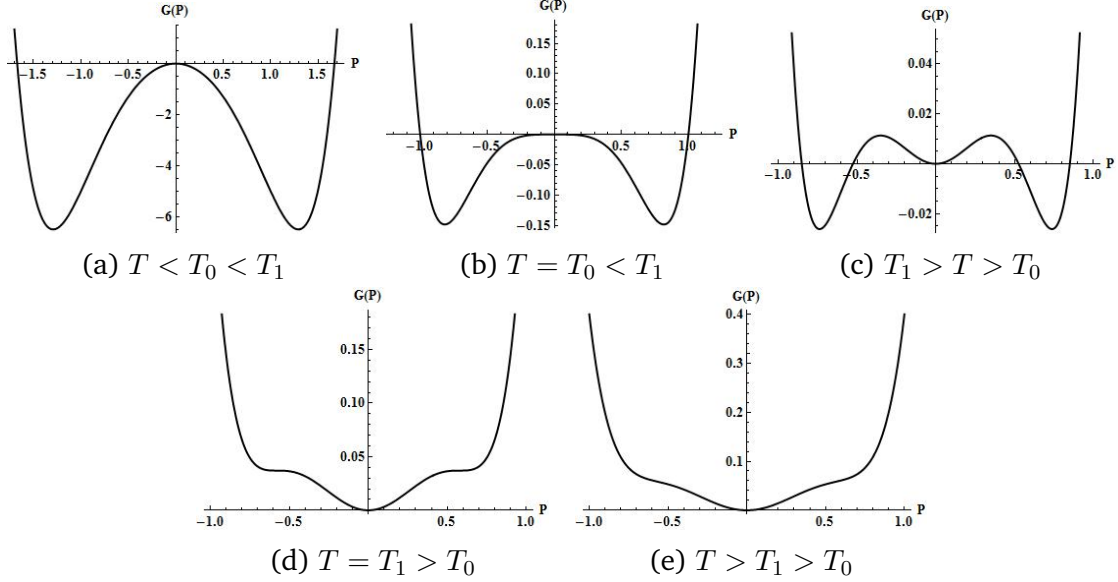 G(P)
P
−1.5 −1.0 −0.5 0.5 1.0 1.5
−2
−4
−6
(a) T < T₀ < T₁
G(P)
0.15
0.10
0.05
P
−1.0 −0.5 0.5 1.0
−0.05
−0.10
−0.15
(b) T = T₀ < T₁
G(P)
0.04
0.02
P
−1.0 −0.5 0.5 1.0
−0.02
(c) T₁ > T > T₀
G(P)
0.15
0.10
0.05
−1.0 −0.5 0.5 1.0
P
(d) T = T₁ > T₀
G(P)
0.4
0.3
0.2
0.1
P
−1.0 −0.5 0.5 1.0
(e) T > T₁ > T₀